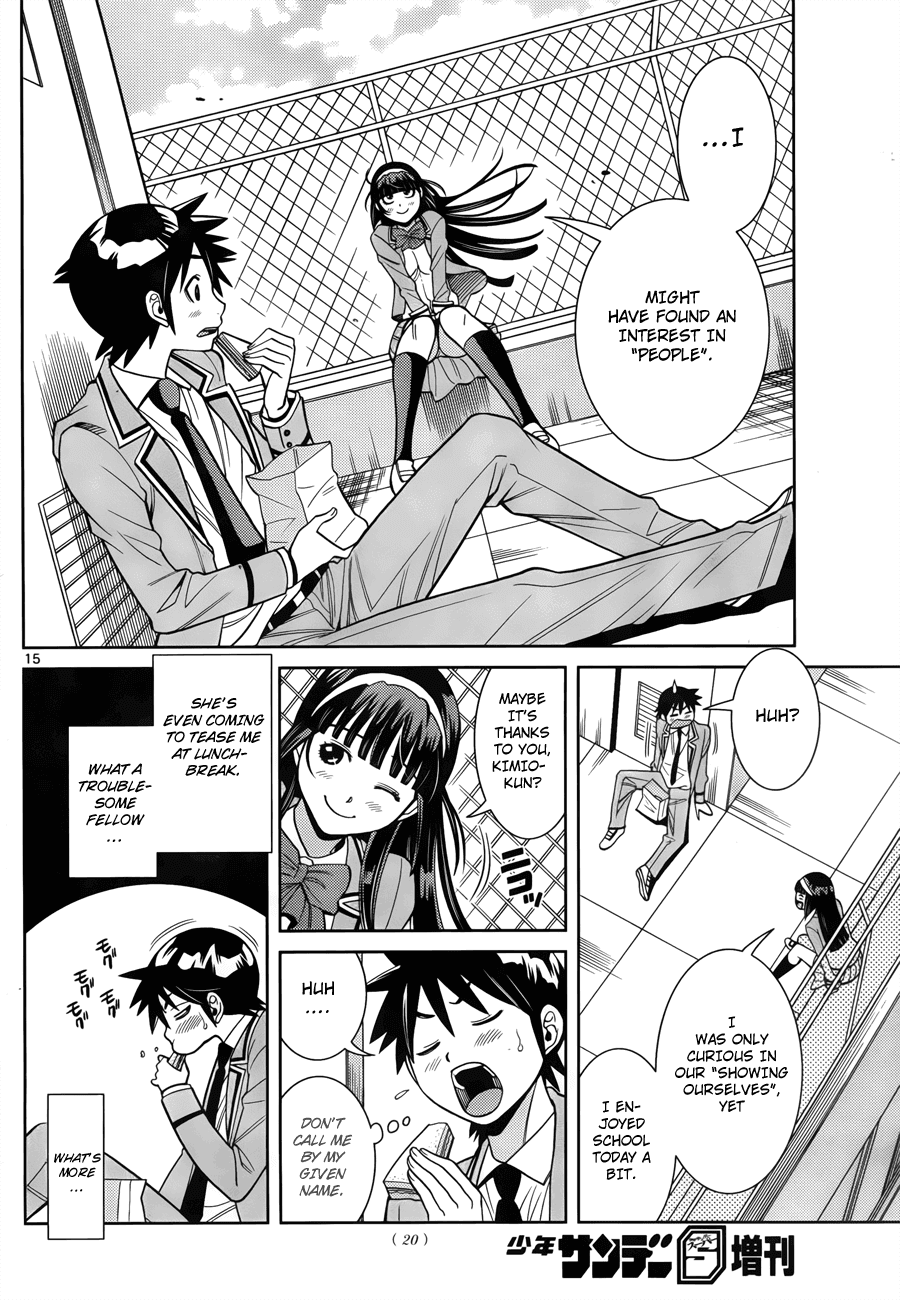 ...I
MIGHT
HAVE FOUND AN
INTEREST IN
"PEOPLE".
15
HUH?
I
WAS ONLY
CURIOUS IN
OUR "SHOWING
OURSELVES",
YET
I EN-
JOYED
SCHOOL
TODAY A
BIT.
MAYBE
IT'S
THANKS
TO YOU,
KIMIO-
KUN?
ニコッ
HUH
....
DON'T
CALL ME
BY MY
GIVEN
NAME.
SHE'S
EVEN COMING
TO TEASE ME
AT LUNCH-
BREAK.
WHAT A
TROUBLE-
SOME
FELLOW
...
モグ
モグ
モグ
モグ
WHAT'S
MORE
...
( 20 )
少年サンデー
増刊